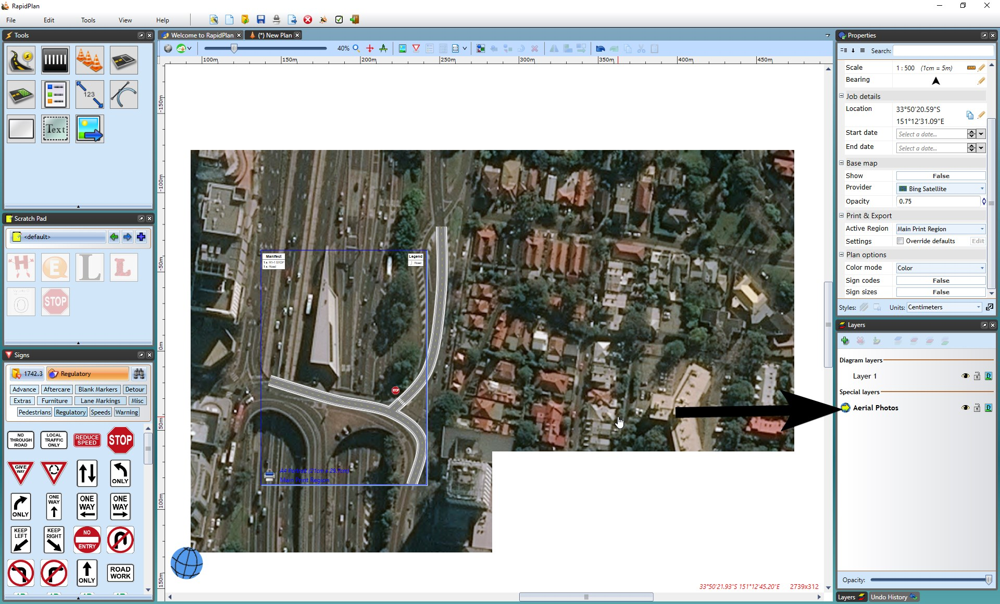 RapidPlan
File Edit Tools View Help
Tools
Welcome to RapidPlan (*) New Plan
40%
100m 150m 200m 250m 300m 350m 400m 450m
-150m
-100m
-50m
0m
50m
100m
150m
123
Text
Scratch Pad
<default>
H E L L
O STOP
Signs
1742.3 Regulatory
Advance Aftercare Blank Markers Detour
Extras Furniture Lane Markings Misc
Pedestrians Regulatory Speeds Warning
NO THROUGH ROAD
LOCAL TRAFFIC ONLY
REDUCE SPEED
STOP
GIVE WAY
ONLY
ONLY
ONE WAY
ONE WAY
ONE WAY
KEEP LEFT
KEEP RIGHT
NO ENTRY
ONLY
ROAD WORK
Manifest
1 x R1-1 STOP
1 x Road
Legend
Road
STOP
A4 Portrait (21cm x 29.7cm)
Main Print Region
33°50'21.93"S 151°12'45.20"E 2739x312
Properties
Search:
Scale 1 : 500 (1cm = 5m)
Bearing
Job details
Location 33°50'20.59"S
151°12'31.09"E
Start date Select a date...
End date Select a date...
Base map
Show False
Provider Bing Satellite
Opacity 0.75
Print & Export
Active Region Main Print Region
Settings Override defaults Edit
Plan options
Color mode Color
Sign codes False
Sign sizes False
Styles: Units: Centimeters
Layers
Diagram layers
Layer 1
Special layers
Aerial Photos
Opacity:
Layers Undo History